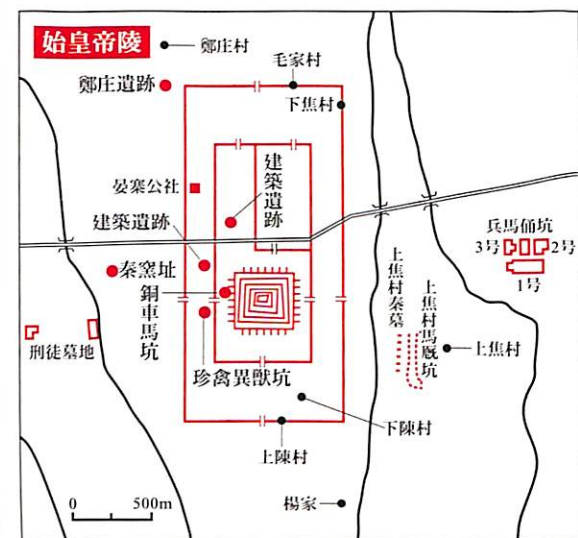 始皇帝陵
鄭庄村
鄭庄遺跡
毛家村
下焦村
晏寨公社
建築遺跡
建築遺跡
秦窯址
銅車馬坑
珍禽異獣坑
刑徒墓地
兵馬俑坑
3号
2号
1号
上焦村秦墓
上焦村馬厩坑
上焦村
下陳村
上陳村
楊家
0
500m